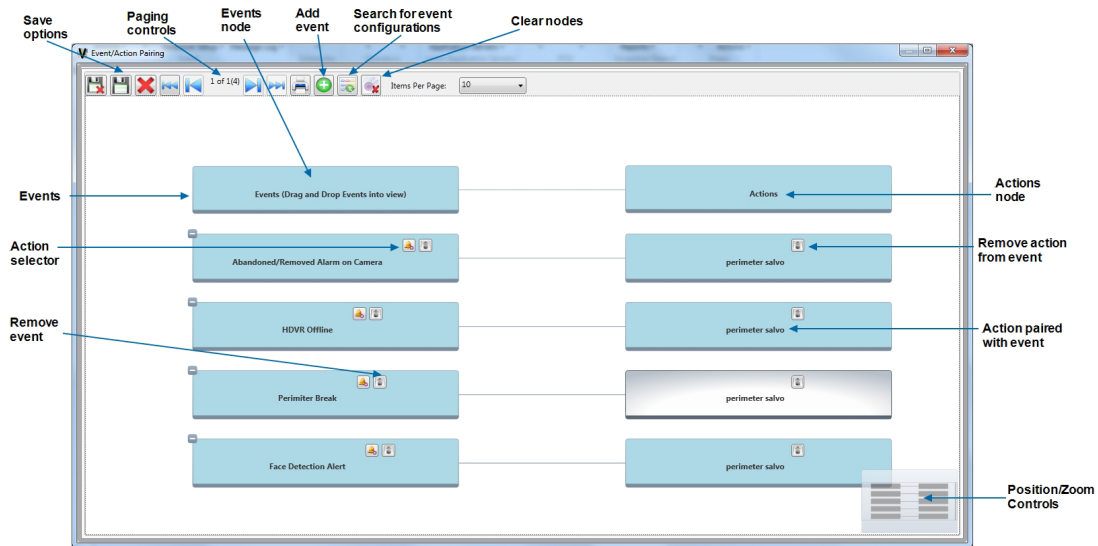 Save
options
Paging
controls
Events
node
Add
event
Search for event
configurations
Clear nodes
Event/Action Pairing
1 of 1(4)
Items Per Page:
10
Events
Events (Drag and Drop Events into view)
Actions
Actions
node
Action
selector
Abandoned/Removed Alarm on Camera
perimeter salvo
Remove action
from event
Remove
event
HDVR Offline
perimeter salvo
Action paired
with event
Perimiter Break
perimeter salvo
Face Detection Alert
perimeter salvo
Position/Zoom
Controls